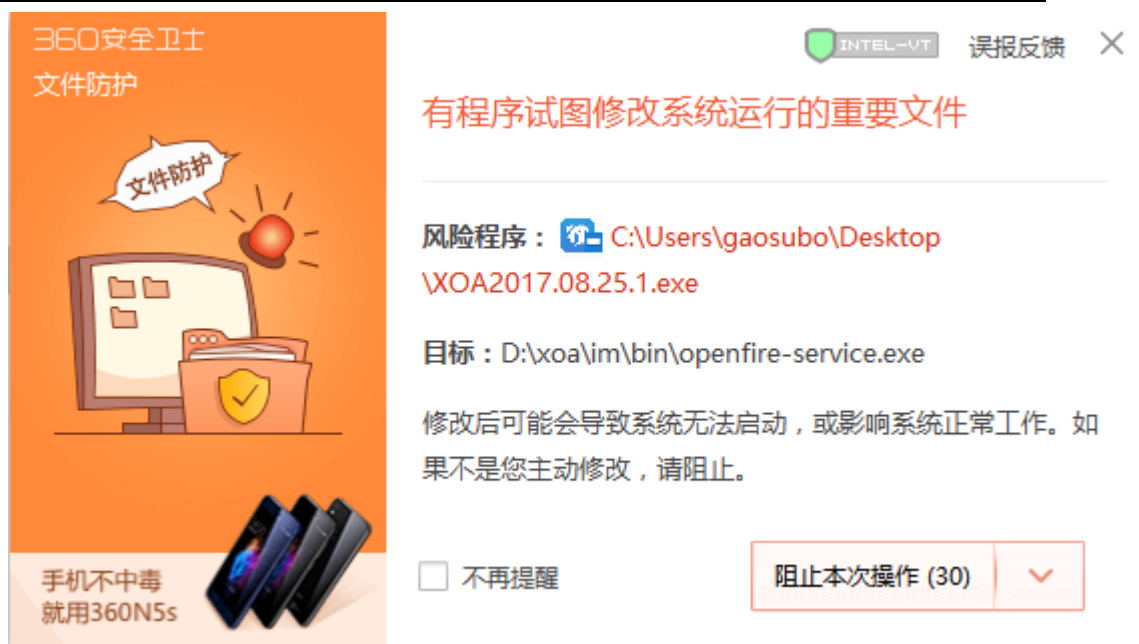 360安全卫士
文件防护
文件防护
手机不中毒
就用360N5s
INTEL-VT 误报反馈
有程序试图修改系统运行的重要文件
风险程序： C:\Users\gaosubo\Desktop
\XOA2017.08.25.1.exe
目标：D:\xoa\im\bin\openfire-service.exe
修改后可能会导致系统无法启动，或影响系统正常工作。如
果不是您主动修改，请阻止。
不再提醒 阻止本次操作 (30)